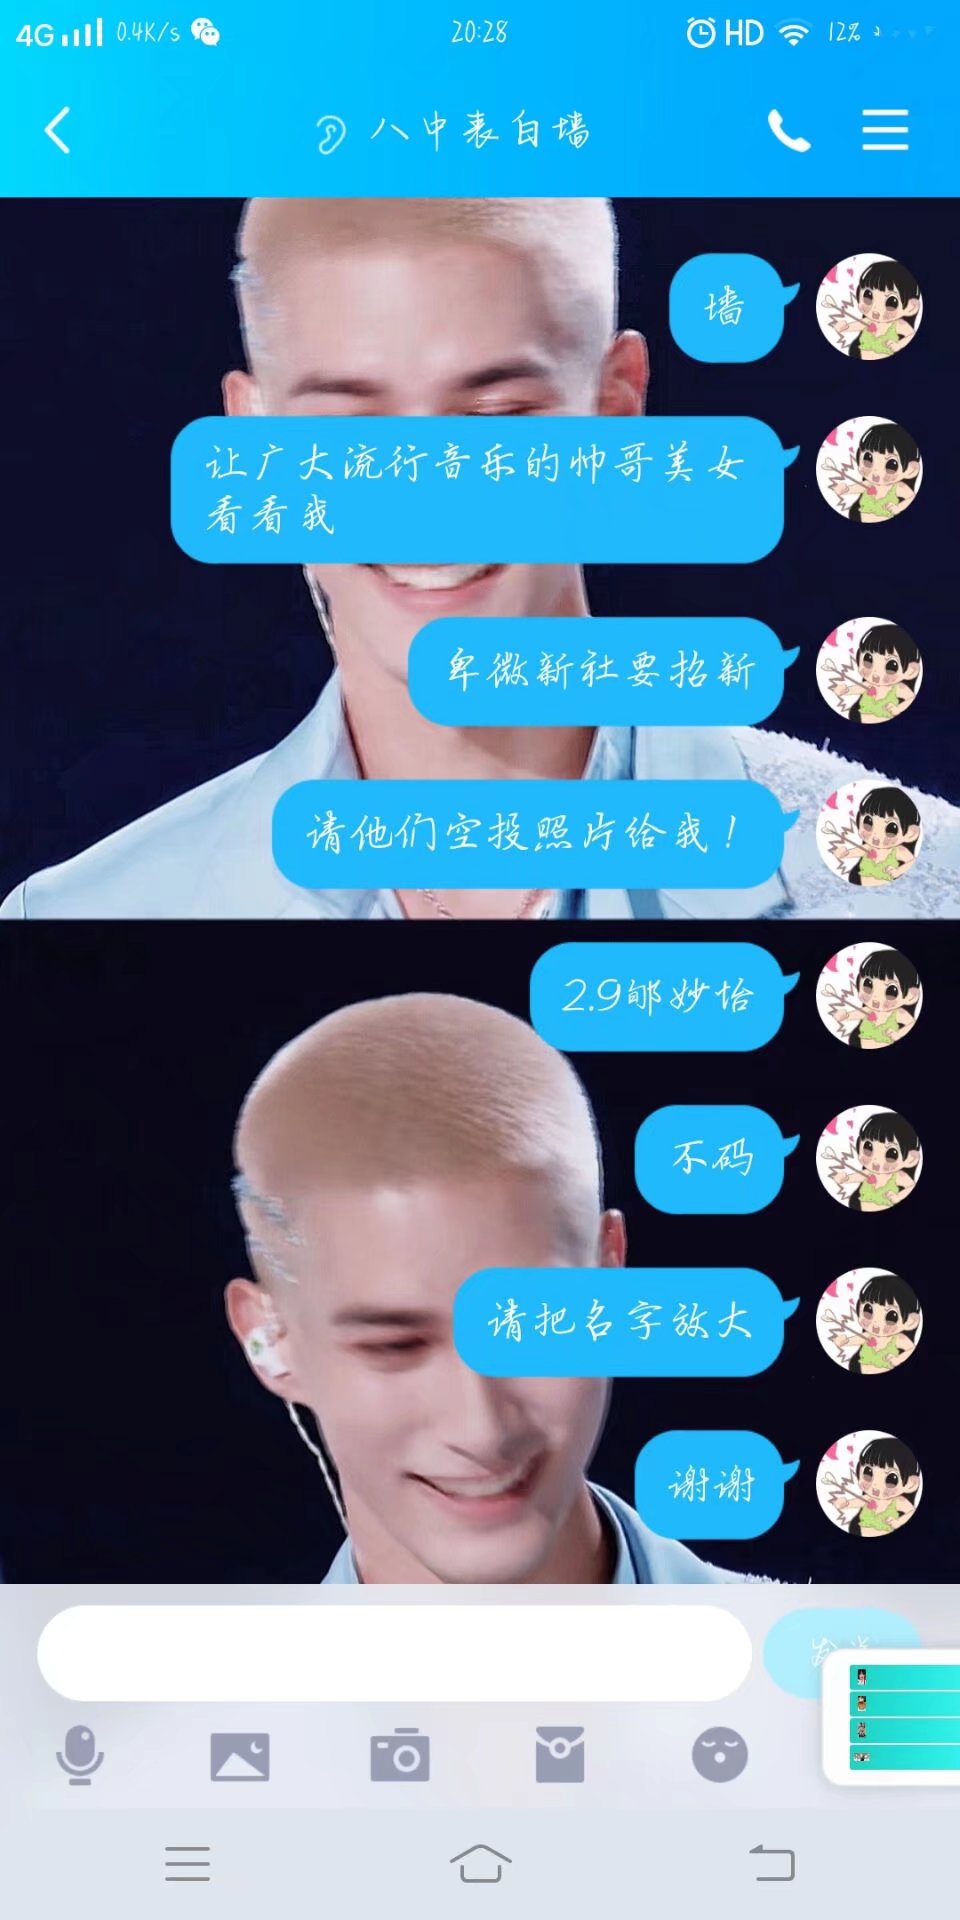 4G 0.4K/s 20:28 HD 12%
八中表白墙
墙
让广大流行音乐的帅哥美女
看看我
卑微新社要招新
请他们空投照片给我！
2.9郇妙怡
不码
请把名字放大
谢谢